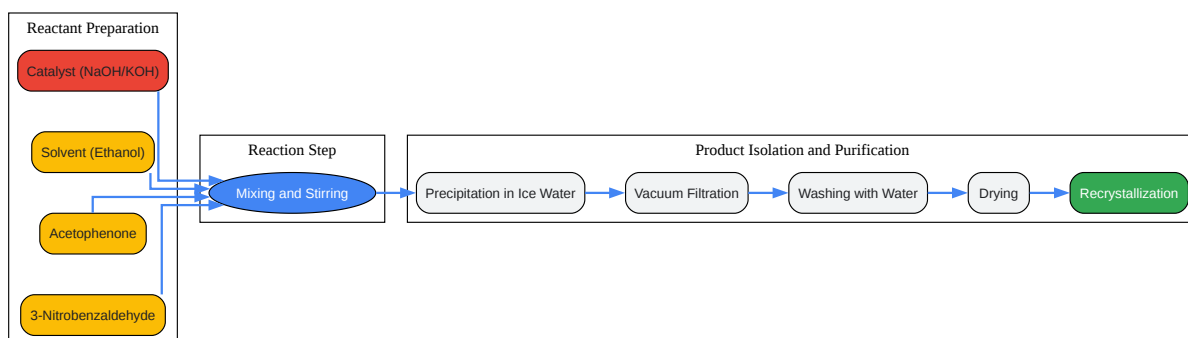 Reactant Preparation
Catalyst (NaOH/KOH)
Solvent (Ethanol)
Acetophenone
3-Nitrobenzaldehyde
Reaction Step
Mixing and Stirring
Product Isolation and Purification
Precipitation in Ice Water
Vacuum Filtration
Washing with Water
Drying
Recrystallization